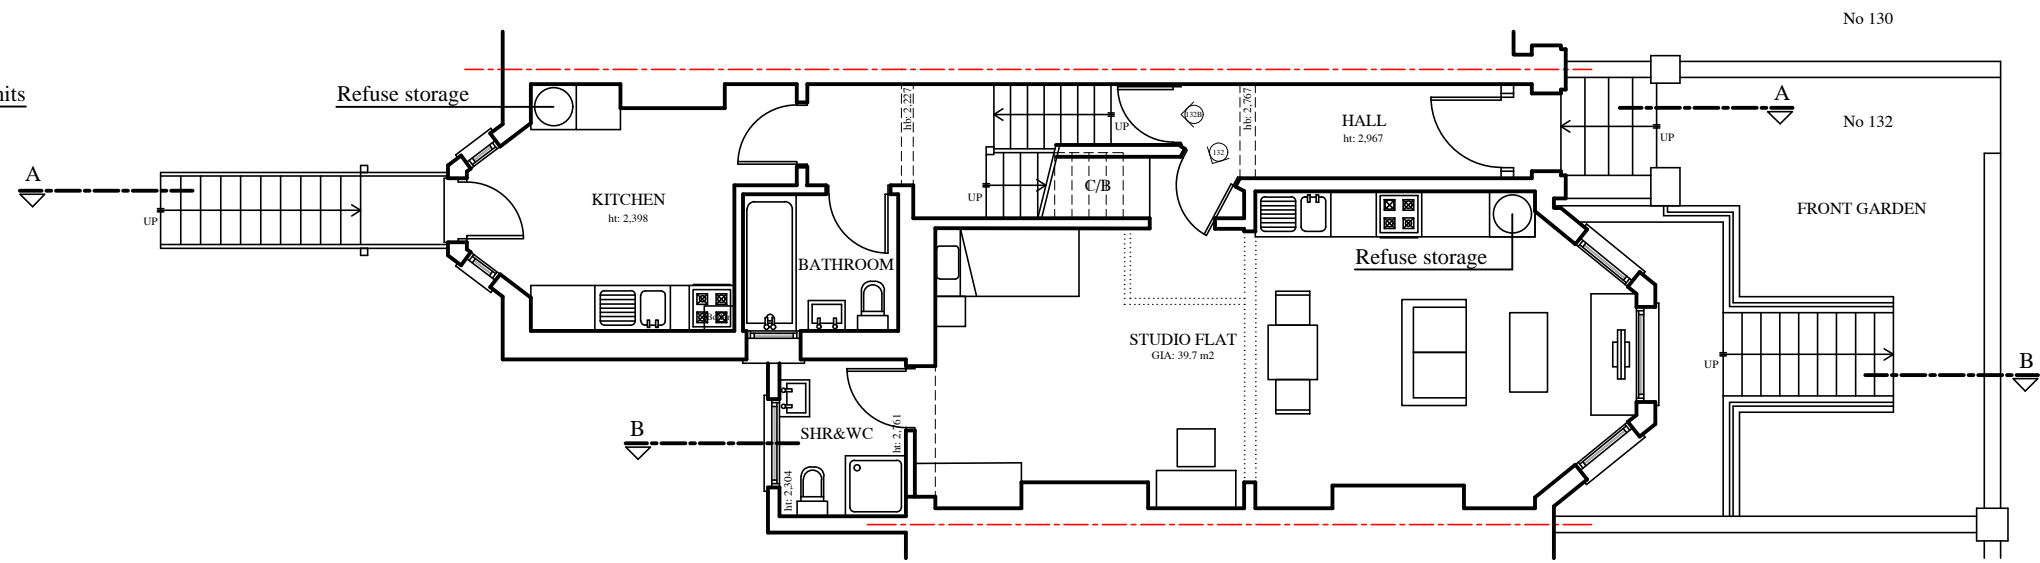 No 130
nits
Refuse storage
A
No 132
HALL
ht: 2,967
hb: 2,227
hb: 2,767
132B
132
UP
UP
A
UP
KITCHEN
ht: 2,398
UP
C/B
FRONT GARDEN
BATHROOM
Refuse storage
STUDIO FLAT
GIA: 39.7 m2
UP
B
B
SHR&WC
ht: 2,761
ht: 2,304